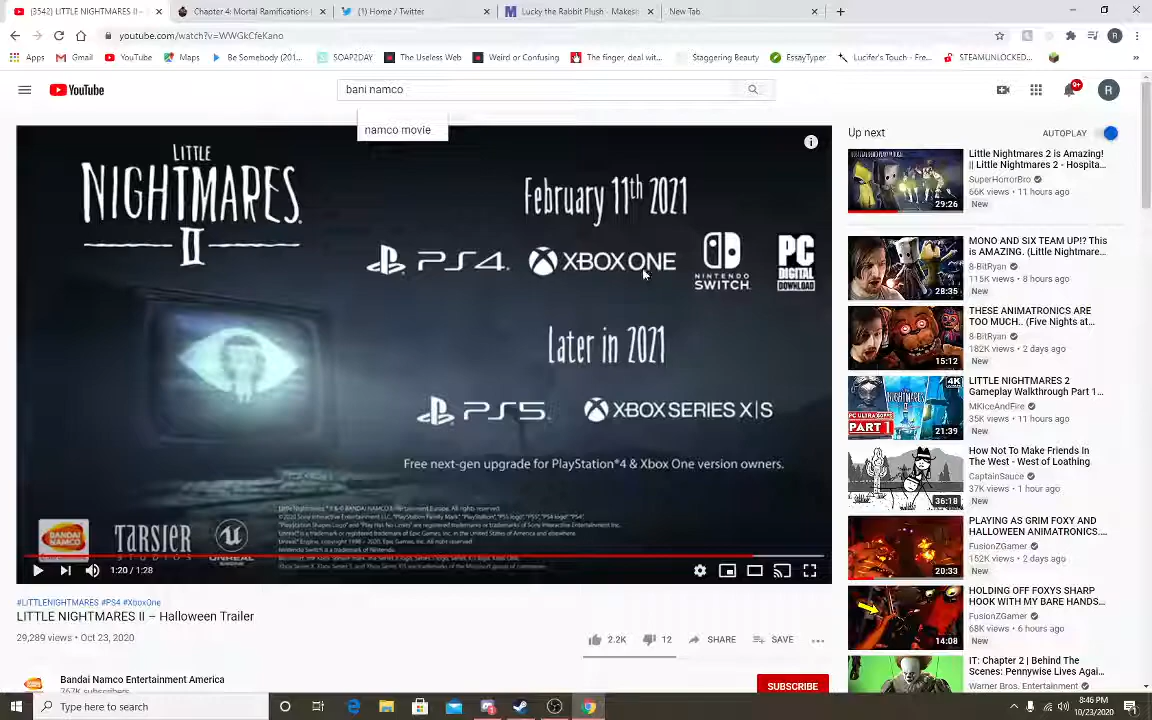 (3542) LITTLE NIGHTMARES II –
Chapter 4: Mortal Ramifications
(1) Home / Twitter
Lucky the Rabbit Plush - Makesh
New Tab
youtube.com/watch?v=WWGkCfeKano
Apps
Gmail
YouTube
Maps
Be Somebody (201...
SOAP2DAY
The Useless Web
Weird or Confusing
The finger, deal wit...
Staggering Beauty
EssayTyper
Lucifer's Touch - Fre...
STEAMUNLOCKED...
YouTube
bani namco
9+
R
namco movie
LITTLE
NIGHTMARES
II
February 11th 2021
PS4
XBOX ONE
NINTENDO
SWITCH
PC
DIGITAL
DOWNLOAD
Later in 2021
PS5
XBOX SERIES X|S
Free next-gen upgrade for PlayStation®4 & Xbox One version owners.
BANDAI
NAMCO
TARSIER
STUDIOS
UNREAL
1:20 / 1:28
#LITTLENIGHTMARES #PS4 #XboxOne
LITTLE NIGHTMARES II – Halloween Trailer
29,289 views • Oct 23, 2020
2.2K
12
SHARE
SAVE
Bandai Namco Entertainment America
767K subscribers
SUBSCRIBE
Up next
AUTOPLAY
Little Nightmares 2 is Amazing!
|| Little Nightmares 2 - Hospita...
SuperHorrorBro
66K views • 11 hours ago
New
29:26
MONO AND SIX TEAM UP!? This
is AMAZING. (Little Nightmare...
8-BitRyan
115K views • 8 hours ago
New
28:35
THESE ANIMATRONICS ARE
TOO MUCH.. (Five Nights at...
8-BitRyan
182K views • 2 days ago
New
15:12
LITTLE NIGHTMARES 2
Gameplay Walkthrough Part 1...
MKIceAndFire
35K views • 11 hours ago
New
4K
PART 1
21:39
How Not To Make Friends In
The West - West of Loathing
CaptainSauce
37K views • 1 hour ago
New
36:18
PLAYING AS GRIM FOXY AND
HALLOWEEN ANIMATRONICS...
FusionZGamer
152K views • 2 days ago
New
20:33
HOLDING OFF FOXYS SHARP
HOOK WITH MY BARE HANDS...
FusionZGamer
68K views • 6 hours ago
New
14:08
IT: Chapter 2 | Behind The
Scenes: Pennywise Lives Agai...
Warner Bros. Entertainment
Type here to search
8:46 PM
10/23/2020